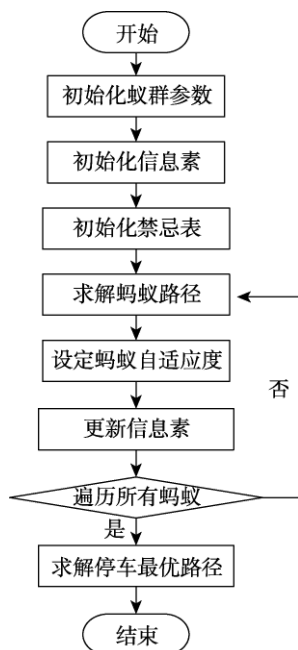 开始
初始化蚁群参数
初始化信息素
初始化禁忌表
求解蚂蚁路径
设定蚂蚁自适应度
否
更新信息素
遍历所有蚂蚁
是
求解停车最优路径
结束